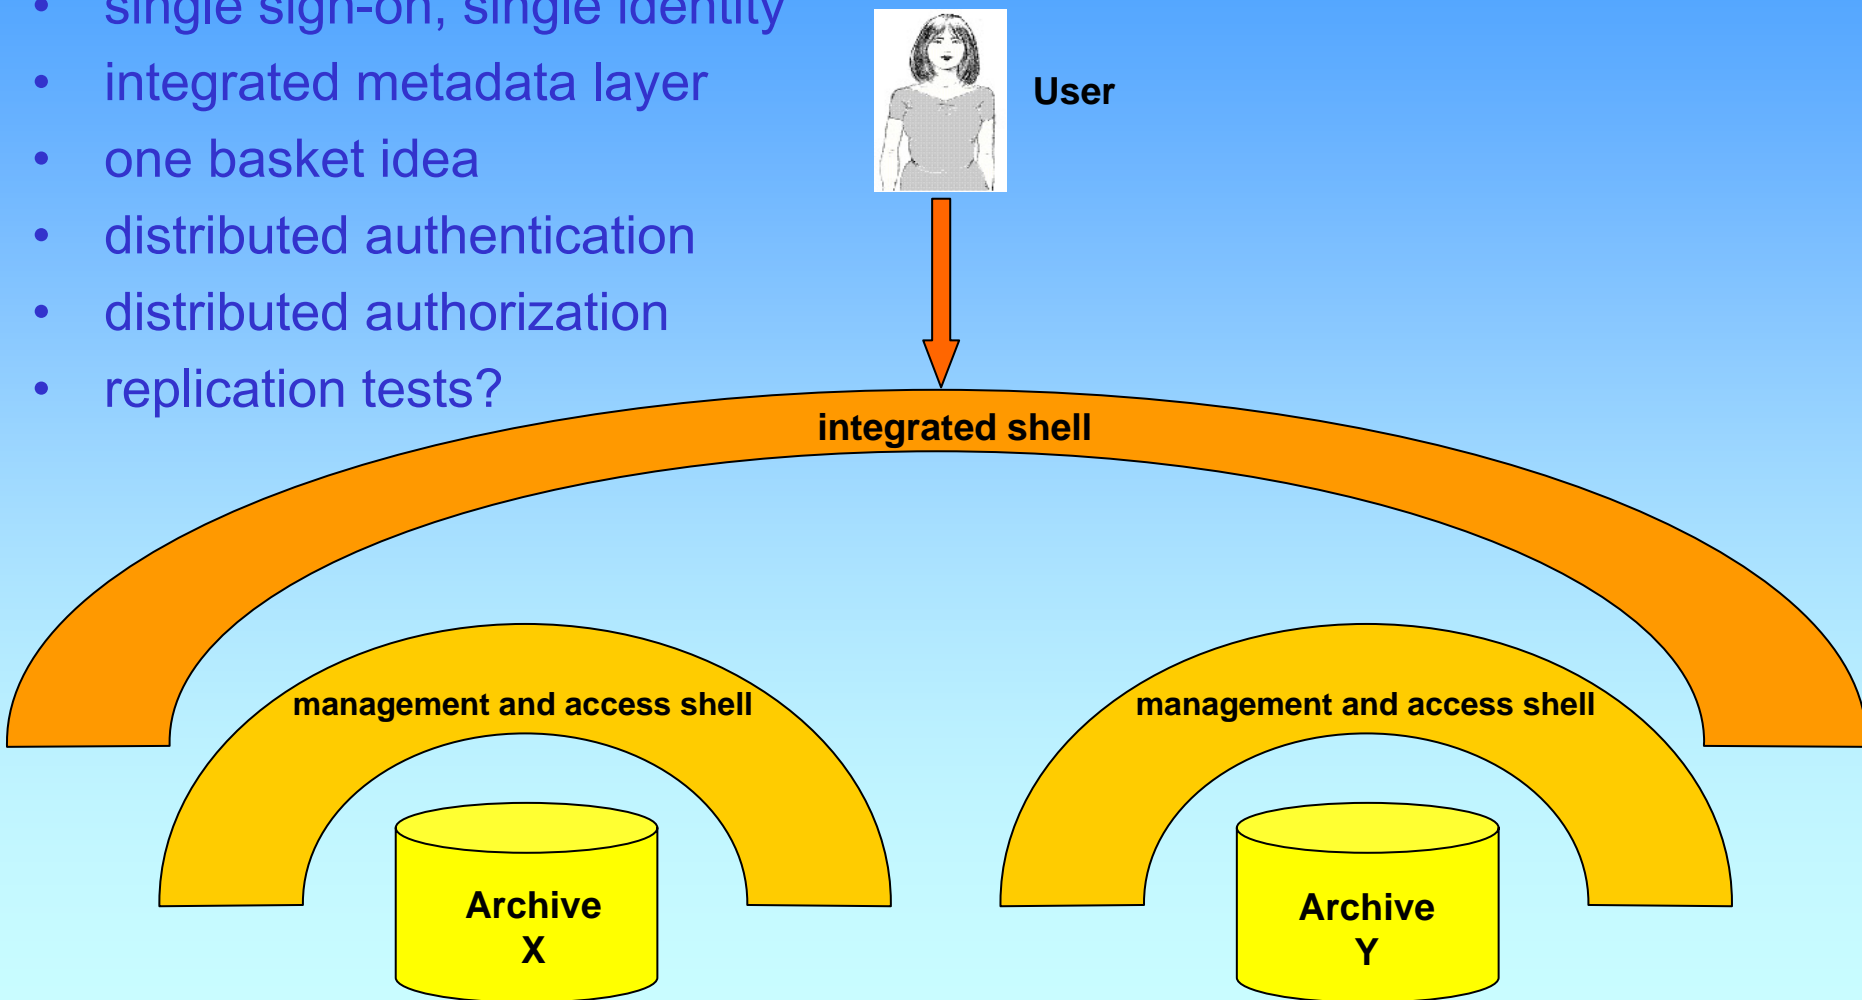 • single sign-on, single identity
• integrated metadata layer
• one basket idea
• distributed authentication
• distributed authorization
• replication tests?
User
integrated shell
management and access shell
management and access shell
Archive
X
Archive
Y